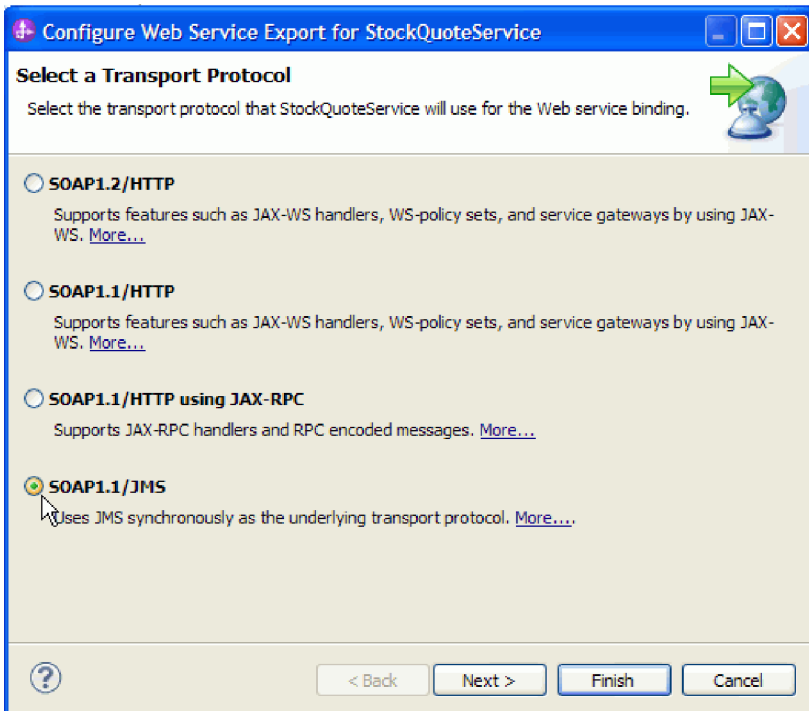 Configure Web Service Export for StockQuoteService
Select a Transport Protocol
Select the transport protocol that StockQuoteService will use for the Web service binding.
SOAP1.2/HTTP
Supports features such as JAX-WS handlers, WS-policy sets, and service gateways by using JAX-
WS. More...
SOAP1.1/HTTP
Supports features such as JAX-WS handlers, WS-policy sets, and service gateways by using JAX-
WS. More...
SOAP1.1/HTTP using JAX-RPC
Supports JAX-RPC handlers and RPC encoded messages. More...
SOAP1.1/JMS
Uses JMS synchronously as the underlying transport protocol. More....
?
< Back Next > Finish Cancel